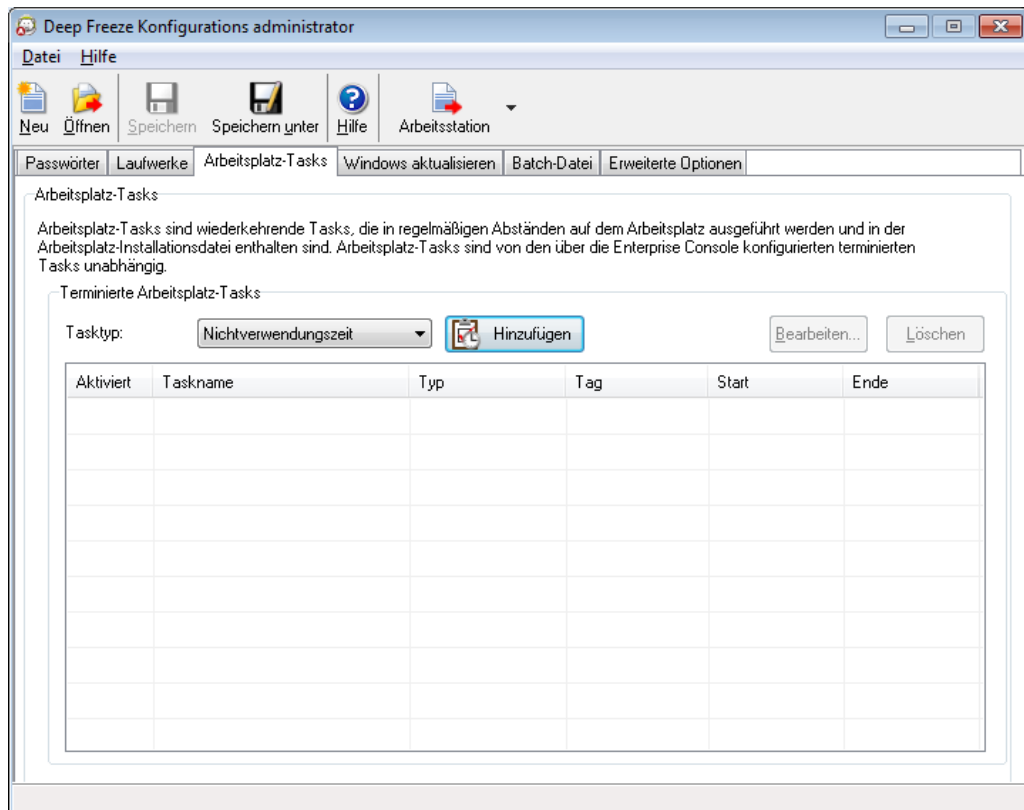 Deep Freeze Konfigurations administrator
Datei Hilfe
Neu Öffnen Speichern Speichern unter Hilfe Arbeitsstation
Passwörter Laufwerke Arbeitsplatz-Tasks Windows aktualisieren Batch-Datei Erweiterte Optionen
Arbeitsplatz-Tasks
Arbeitsplatz-Tasks sind wiederkehrende Tasks, die in regelmäßigen Abständen auf dem Arbeitsplatz ausgeführt werden und in der
Arbeitsplatz-Installationsdatei enthalten sind. Arbeitsplatz-Tasks sind von den über die Enterprise Console konfigurierten terminierten
Tasks unabhängig.
Terminierte Arbeitsplatz-Tasks
Tasktyp: Nichtverwendungszeit Hinzufügen Bearbeiten... Löschen
Aktiviert Taskname Typ Tag Start Ende